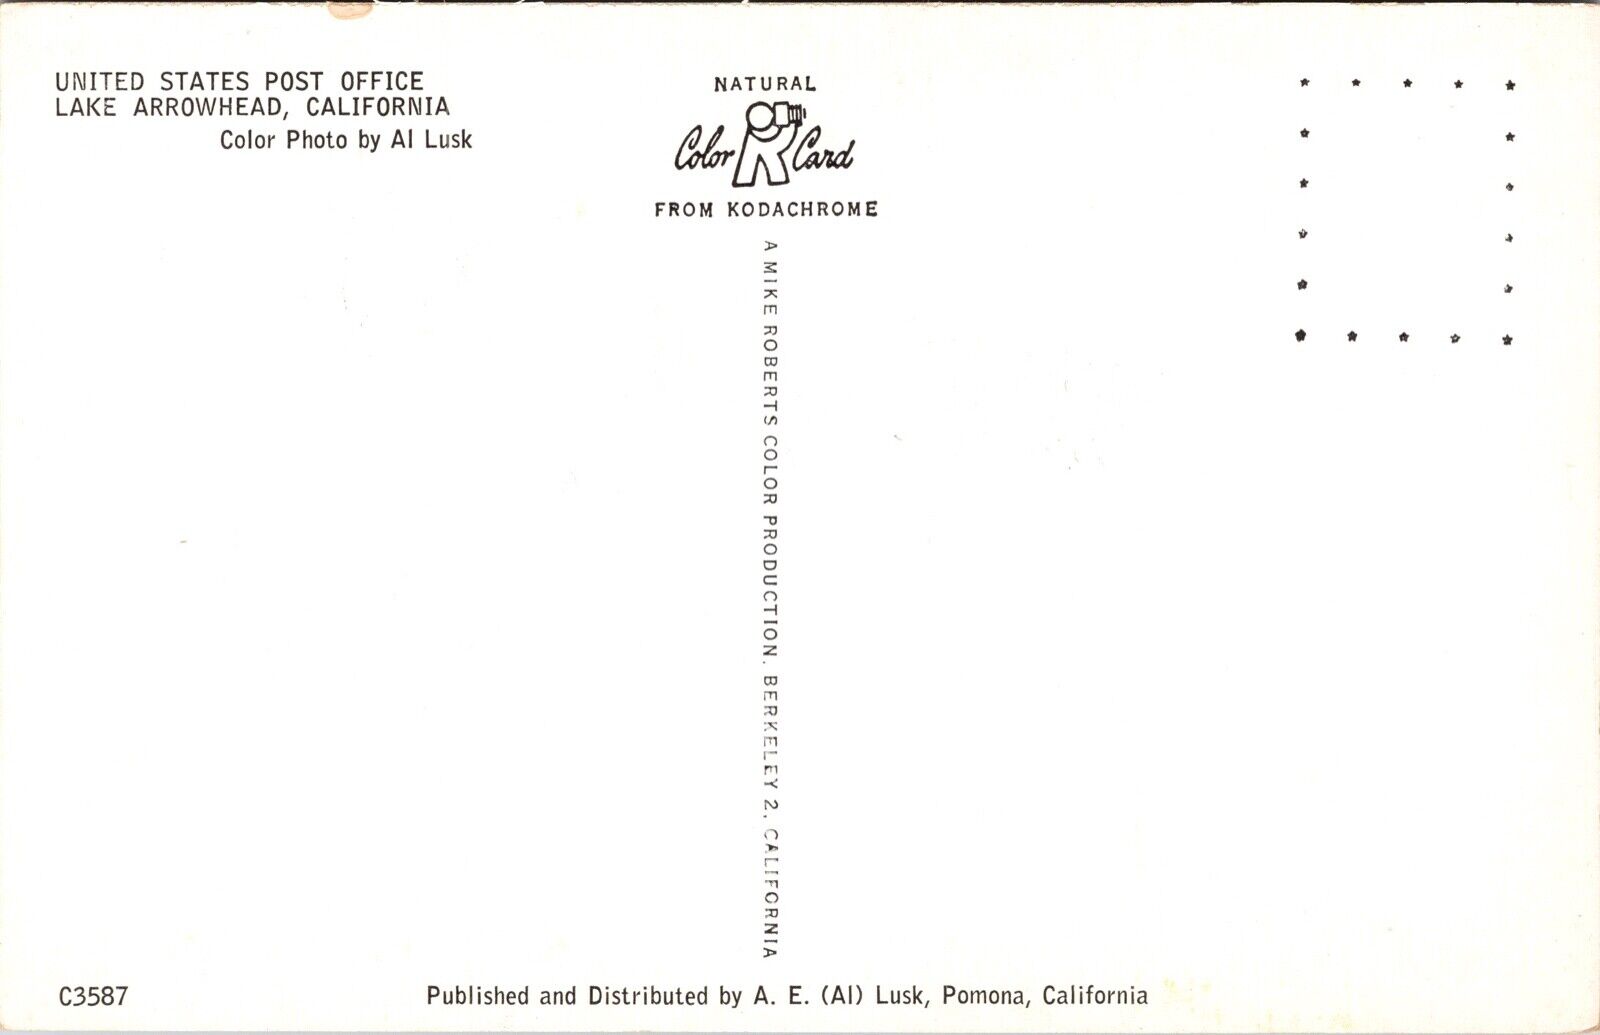 UNITED STATES POST OFFICE
LAKE ARROWHEAD, CALIFORNIA
Color Photo by Al Lusk
NATURAL
Color Card
FROM KODACHROME
A MIKE ROBERTS COLOR PRODUCTION, BERKELEY 2, CALIFORNIA
C3587
Published and Distributed by A. E. (Al) Lusk, Pomona, California